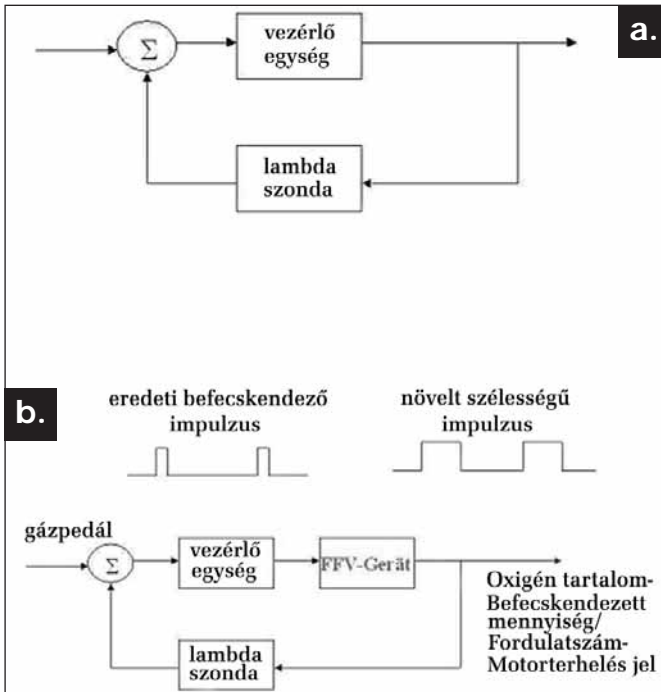 a.
Σ
vezérlő
egység
lambda
szonda
b.
eredeti befecskendező
impulzus
növelt szélességű
impulzus
gázpedál
Σ
vezérlő
egység
FFV-Gerät
Oxigén tartalom-
Befecskendezett
mennyiség/
Fordulatszám-
Motorterhelés jel
lambda
szonda